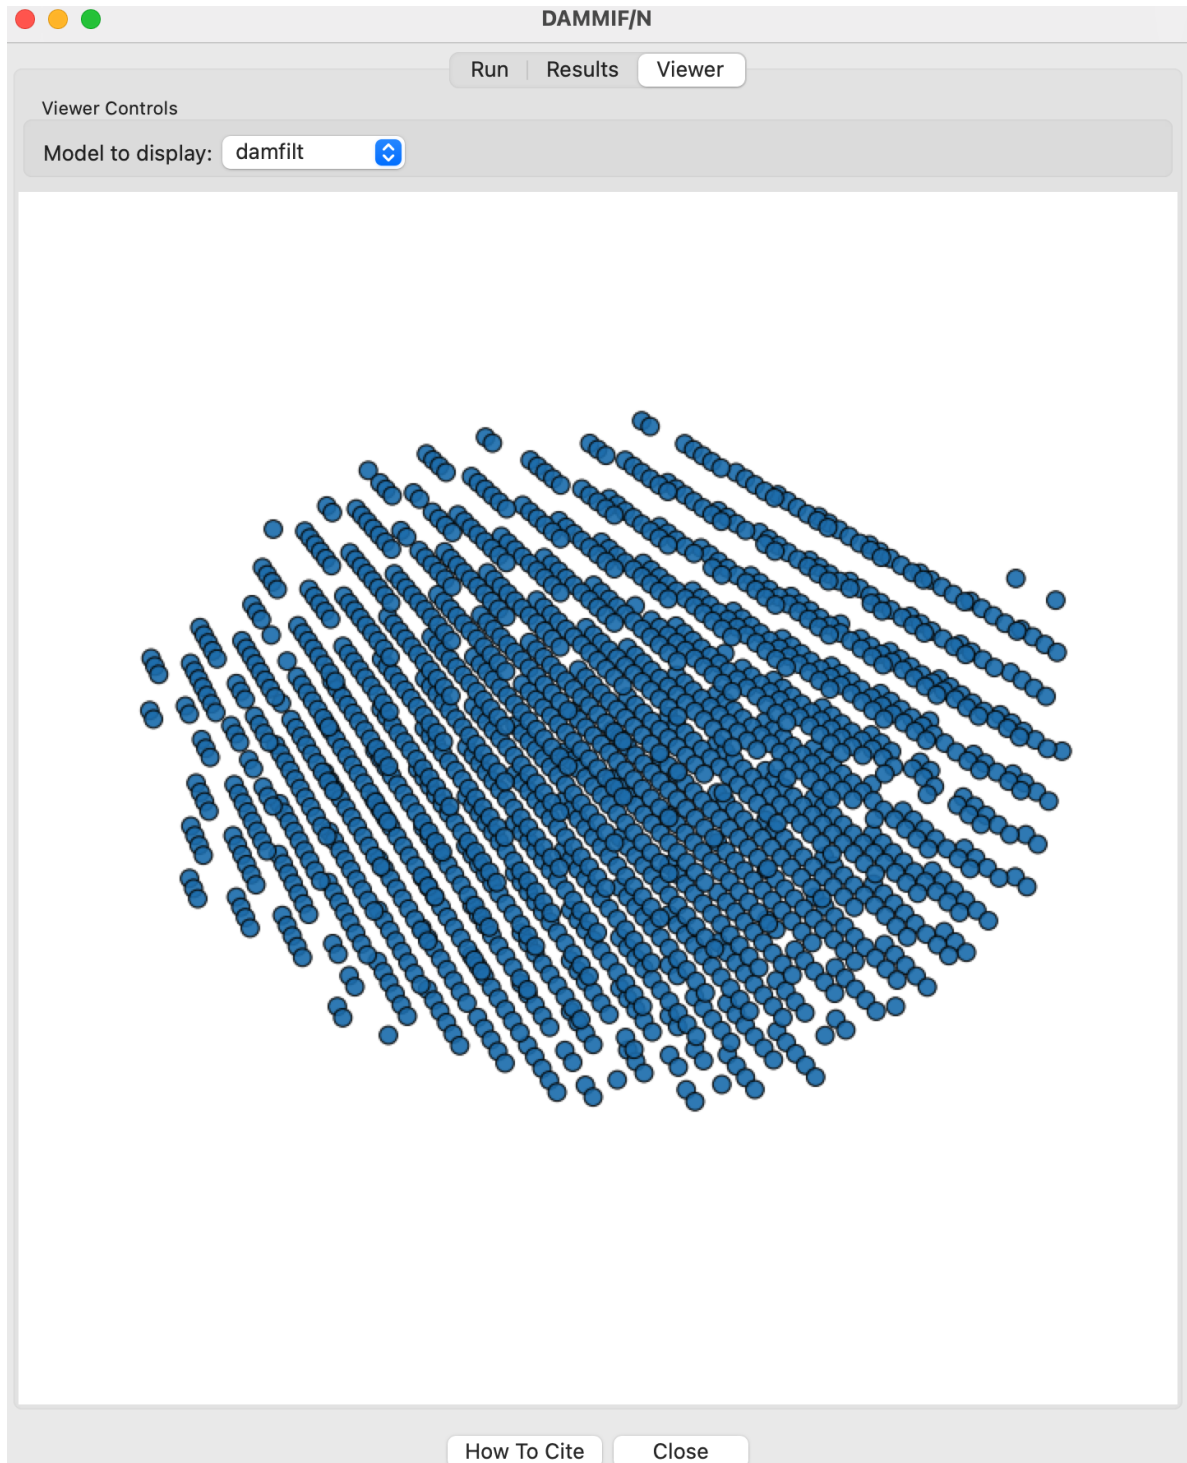 DAMMIF/N
Run Results Viewer
Viewer Controls
Model to display: damfilt
How To Cite Close